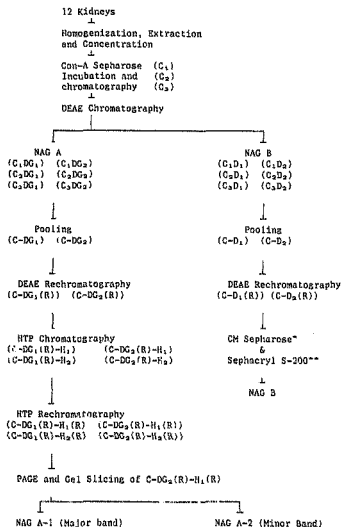 12 Kidneys
Homogenization, Extraction
and Concentration
Con-A Sepharose (C₁)
Incubation and (C₂)
chromatography (C₃)
DEAE Chromatography
NAG A
(C₁DG₁) (C₁DG₂)
(C₂DG₁) (C₂DG₂)
(C₃DG₁) (C₃DG₂)
NAG B
(C₁D₁) (C₁D₂)
(C₂D₁) (C₂D₂)
(C₃D₁) (C₃D₂)
Pooling
(C-DG₁) (C-DG₂)
Pooling
(C-D₁) (C-D₂)
DEAE Rechromatography
(C-DG₁(R)) (C-DG₂(R))
DEAE Rechromatography
(C-D₁(R)) (C-D₂(R))
HTP Chromatography
(C-DG₁(R)-H₁) (C-DG₂(R)-H₁)
(C-DG₁(R)-H₂) (C-DG₂(R)-H₂)
CM Sepharose*
&
Sephacryl S-200**
NAG B
HTP Rechromatography
(C-DG₁(R)-H₁(R) (C-DG₂(R)-H₁(R))
(C-DG₁(R)-H₂(R) (C-DG₂(R)-H₂(R))
PAGE and Gel Slicing of C-DG₂(R)-H₁(R)
NAG A-1 (Major band)
NAG A-2 (Minor Band)